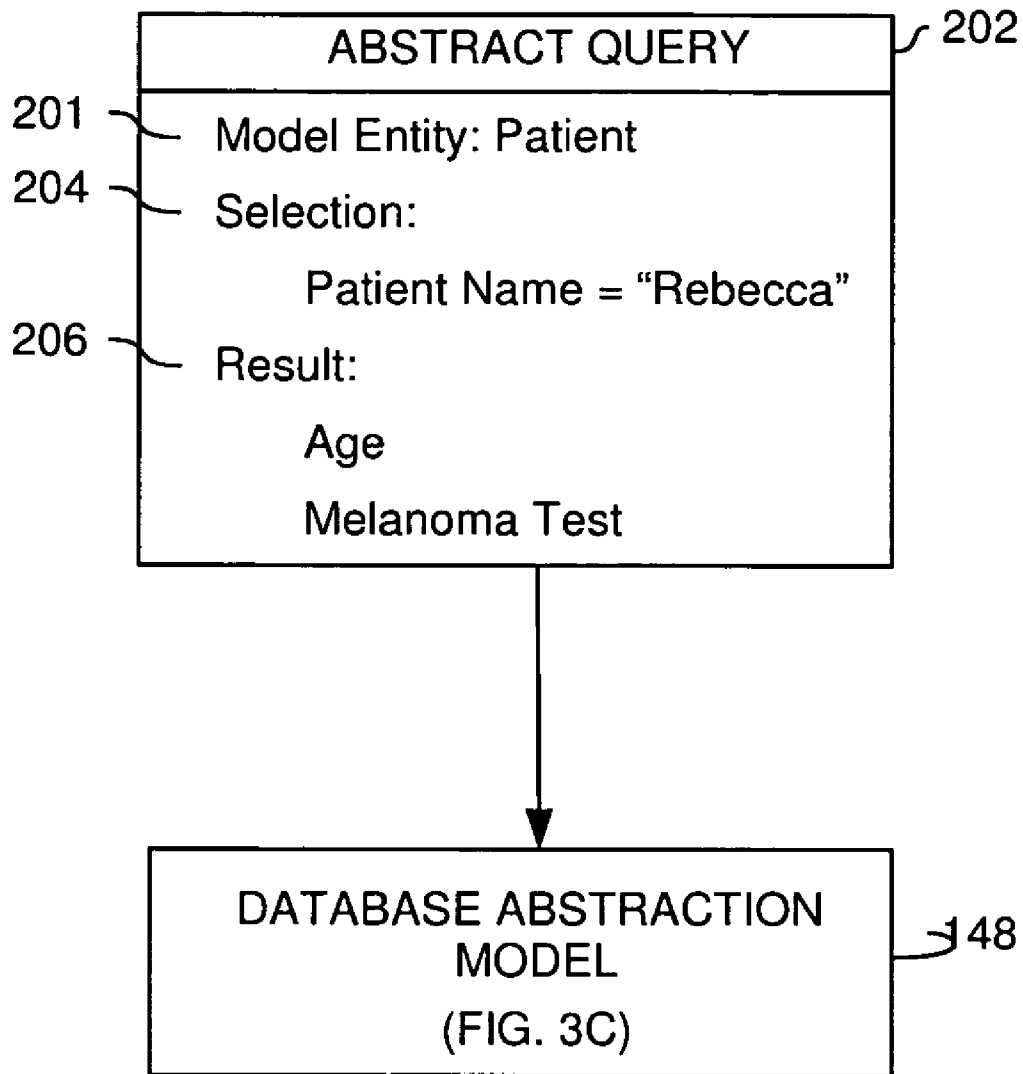 ABSTRACT QUERY 202
201 Model Entity: Patient
204 Selection:
Patient Name = “Rebecca”
206 Result:
Age
Melanoma Test
DATABASE ABSTRACTION
MODEL 148
(FIG. 3C)